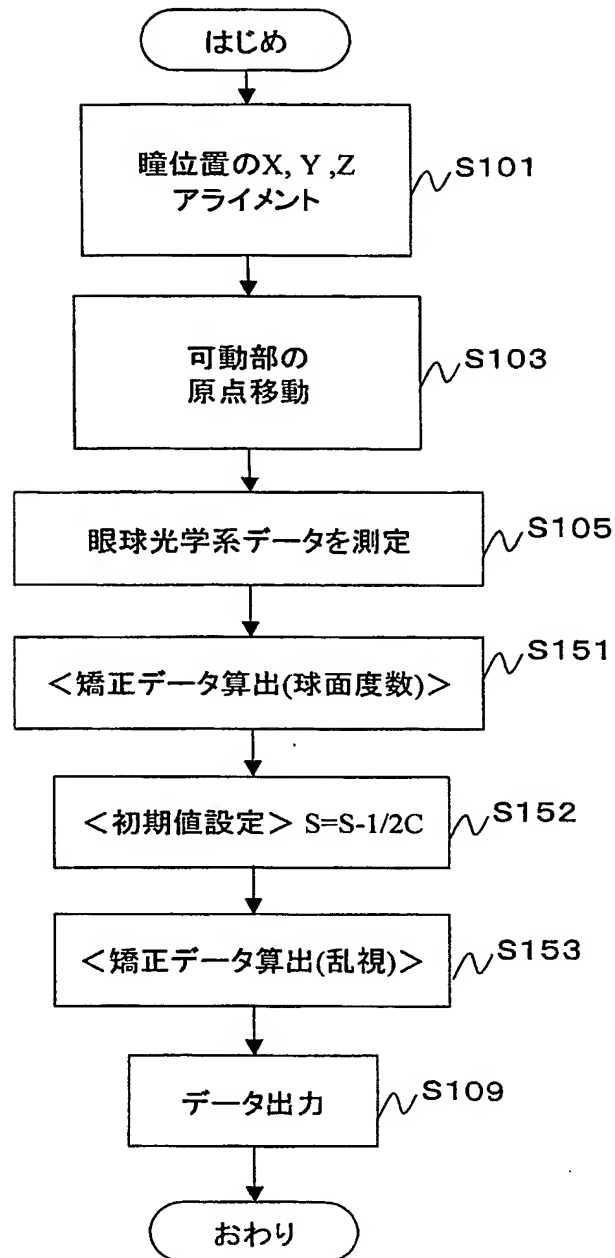 はじめ
瞳位置のX, Y ,Z
アライメント
S101
可動部の
原点移動
S103
眼球光学系データを測定
S105
＜矯正データ算出(球面度数)＞
S151
＜初期値設定＞ S=S-1/2C
S152
＜矯正データ算出(乱視)＞
S153
データ出力
S109
おわり